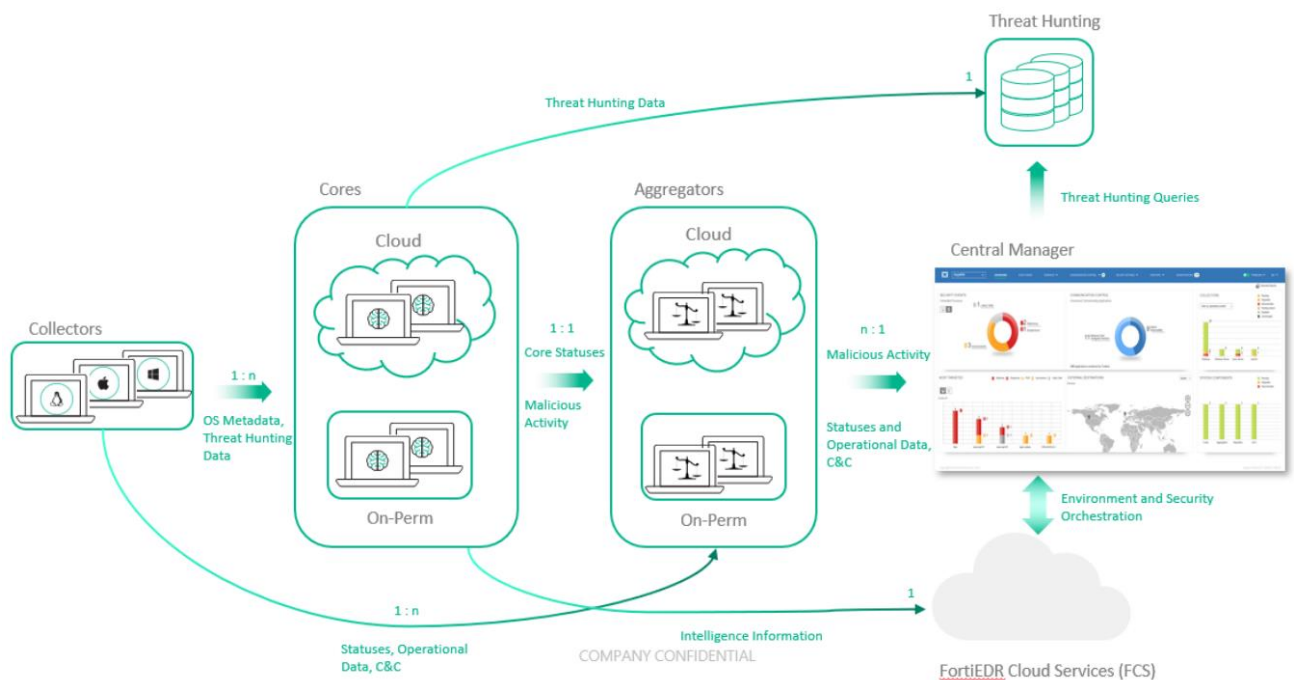 Threat Hunting
1
Threat Hunting Data
Cores
Aggregators
Threat Hunting Queries
Cloud
Cloud
Central Manager
Collectors
1 : n
OS Metadata,
Threat Hunting
Data
1 : 1
Core Statuses
Malicious
Activity
n : 1
Malicious Activity
Statuses and
Operational Data,
C&C
On-Perm
On-Perm
Environment and Security
Orchestration
1 : n
1
Statuses, Operational
Data, C&C
Intelligence Information
COMPANY CONFIDENTIAL
FortiEDR Cloud Services (FCS)